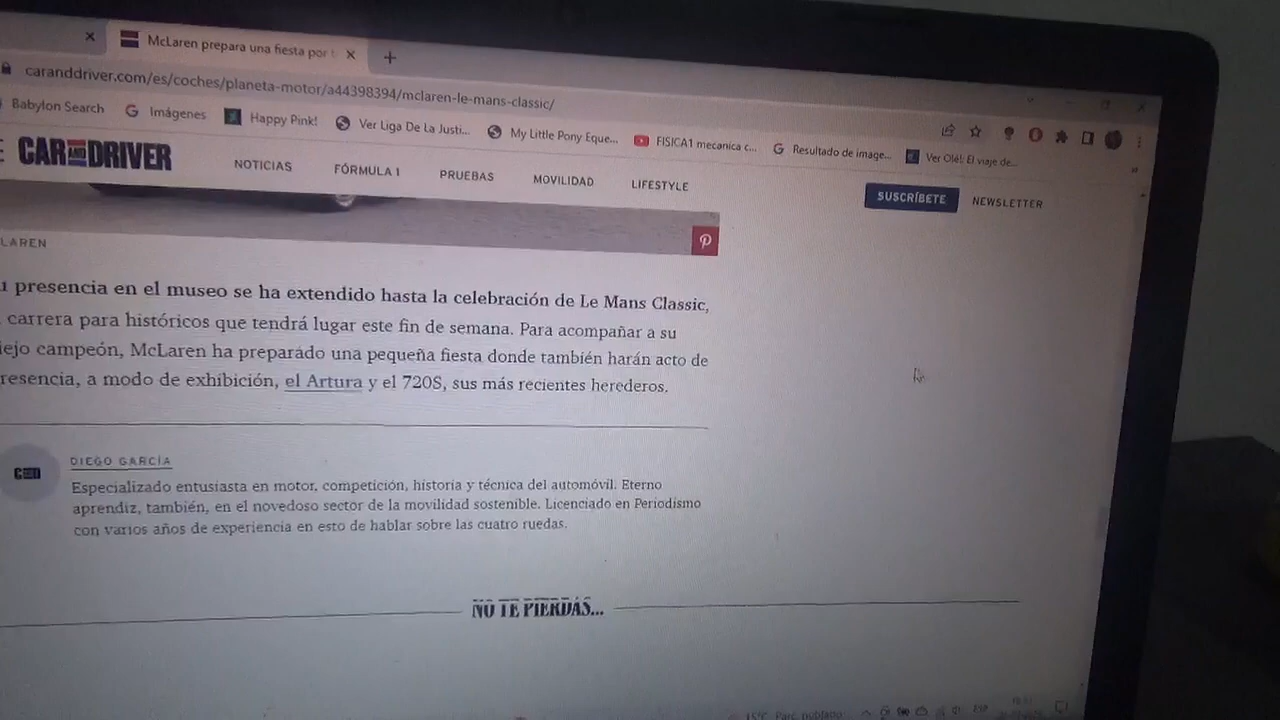 McLaren prepara una fiesta por
caranddriver.com/es/coches/planeta-motor/a44398394/mclaren-le-mans-classic/
Babylon Search Imágenes Happy Pink! Ver Liga De La Justi... My Little Pony Eque... FISICA1 mecanica c... Resultado de image... Ver Olé! El viaje de...
CAR AND DRIVER NOTICIAS FÓRMULA 1 PRUEBAS MOVILIDAD LIFESTYLE SUSCRÍBETE NEWSLETTER
LAREN
u presencia en el museo se ha extendido hasta la celebración de Le Mans Classic,
carrera para históricos que tendrá lugar este fin de semana. Para acompañar a su
iejo campeón, McLaren ha preparado una pequeña fiesta donde también harán acto de
resencia, a modo de exhibición, el Artura y el 720S, sus más recientes herederos.
DIEGO GARCÍA
Especializado entusiasta en motor, competición, historia y técnica del automóvil. Eterno
aprendiz, también, en el novedoso sector de la movilidad sostenible. Licenciado en Periodismo
con varios años de experiencia en esto de hablar sobre las cuatro ruedas.
NO TE PIERDAS...
15°C Parc. nublado ESP